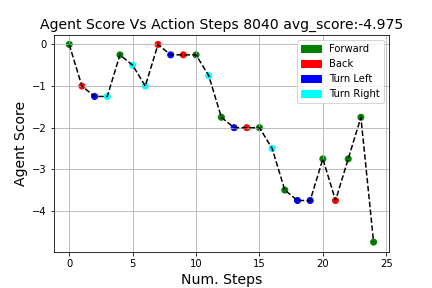 Agent Score Vs Action Steps 8040 avg_score:-4.975
Forward
Back
Turn Left
Turn Right
Agent Score
0
−1
−2
−3
−4
0 5 10 15 20 25
Num. Steps